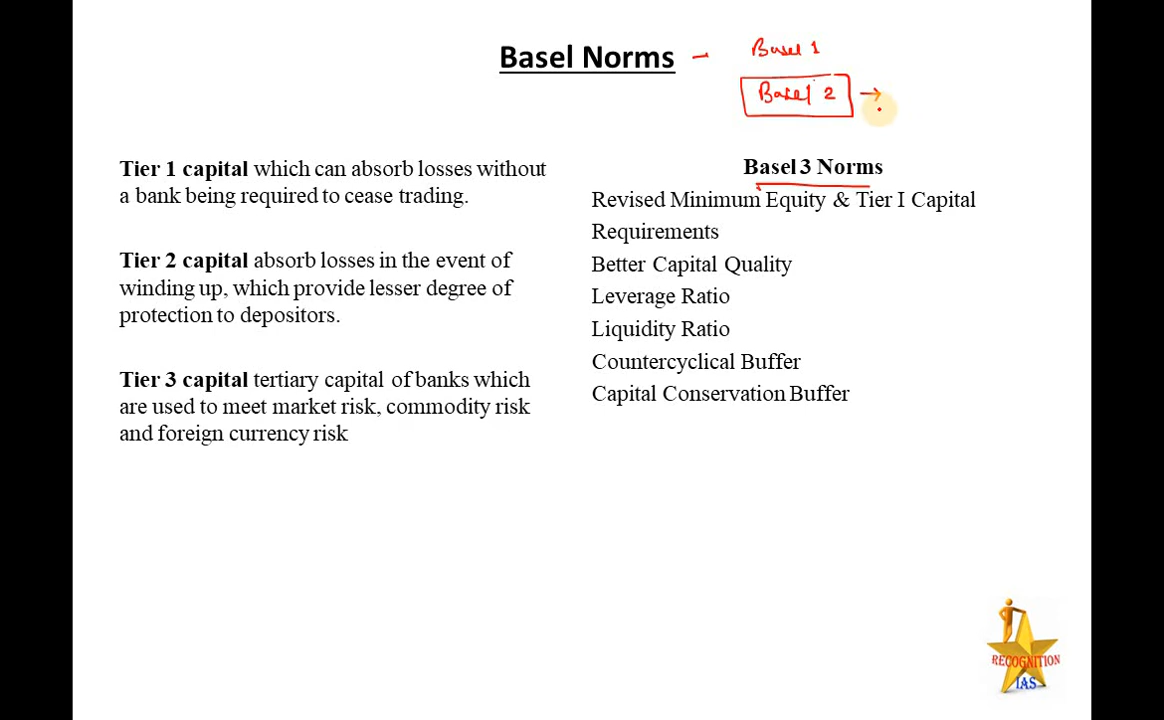 Basel Norms - Basel 1
Basel 2 →
Tier 1 capital which can absorb losses without
a bank being required to cease trading.
Tier 2 capital absorb losses in the event of
winding up, which provide lesser degree of
protection to depositors.
Tier 3 capital tertiary capital of banks which
are used to meet market risk, commodity risk
and foreign currency risk
Basel 3 Norms
Revised Minimum Equity & Tier I Capital
Requirements
Better Capital Quality
Leverage Ratio
Liquidity Ratio
Countercyclical Buffer
Capital Conservation Buffer
RECOGNITION
IAS